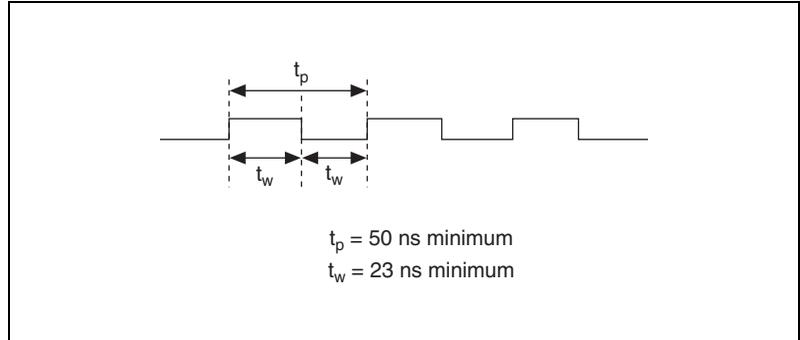 tp
tw tw
tp = 50 ns minimum
tw = 23 ns minimum